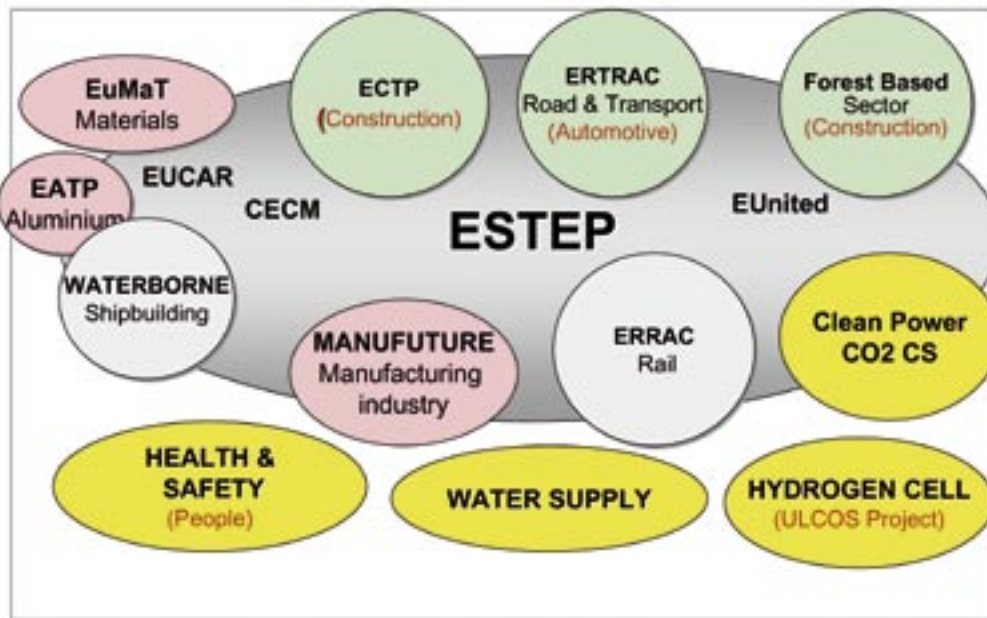 EuMaT
Materials
ECTP
(Construction)
ERTRAC
Road & Transport
(Automotive)
Forest Based
Sector
(Construction)
EATP
Aluminium
EUCAR
CECM
EUnited
ESTEP
WATERBORNE
Shipbuilding
MANUFUTURE
Manufacturing
industry
ERRAC
Rail
Clean Power
CO2 CS
HEALTH &
SAFETY
(People)
WATER SUPPLY
HYDROGEN CELL
(ULCOS Project)